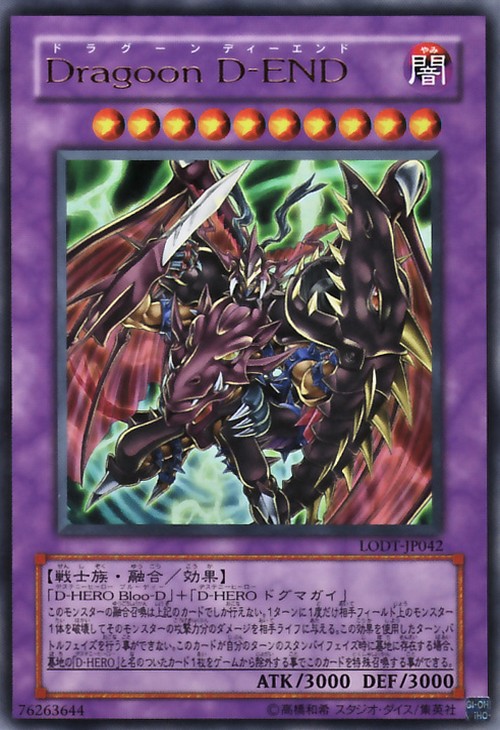 ドラグーンディーエンド
Dragoon D-END
やみ
闇
LODT-JP042
【戦士族・融合／効果】
「D-HERO Bloo-D」+「D-HERO ドグマガイ」
このモンスターの融合召喚は上記のカードでしか行えない。1ターンに1度だけ相手フィールド上のモンスター
1体を破壊してそのモンスターの攻撃力分のダメージを相手ライフに与える。この効果を使用したターン、バ
トルフェイズを行う事ができない。このカードが自分のターンのスタンバイフェイズ時に墓地に存在する場合、
墓地の「D-HERO」と名のついたカード1枚をゲームから除外する事でこのカードを特殊召喚する事ができる。
ATK/3000 DEF/3000
76263644
©高橋和希 スタジオ・ダイス/集英社